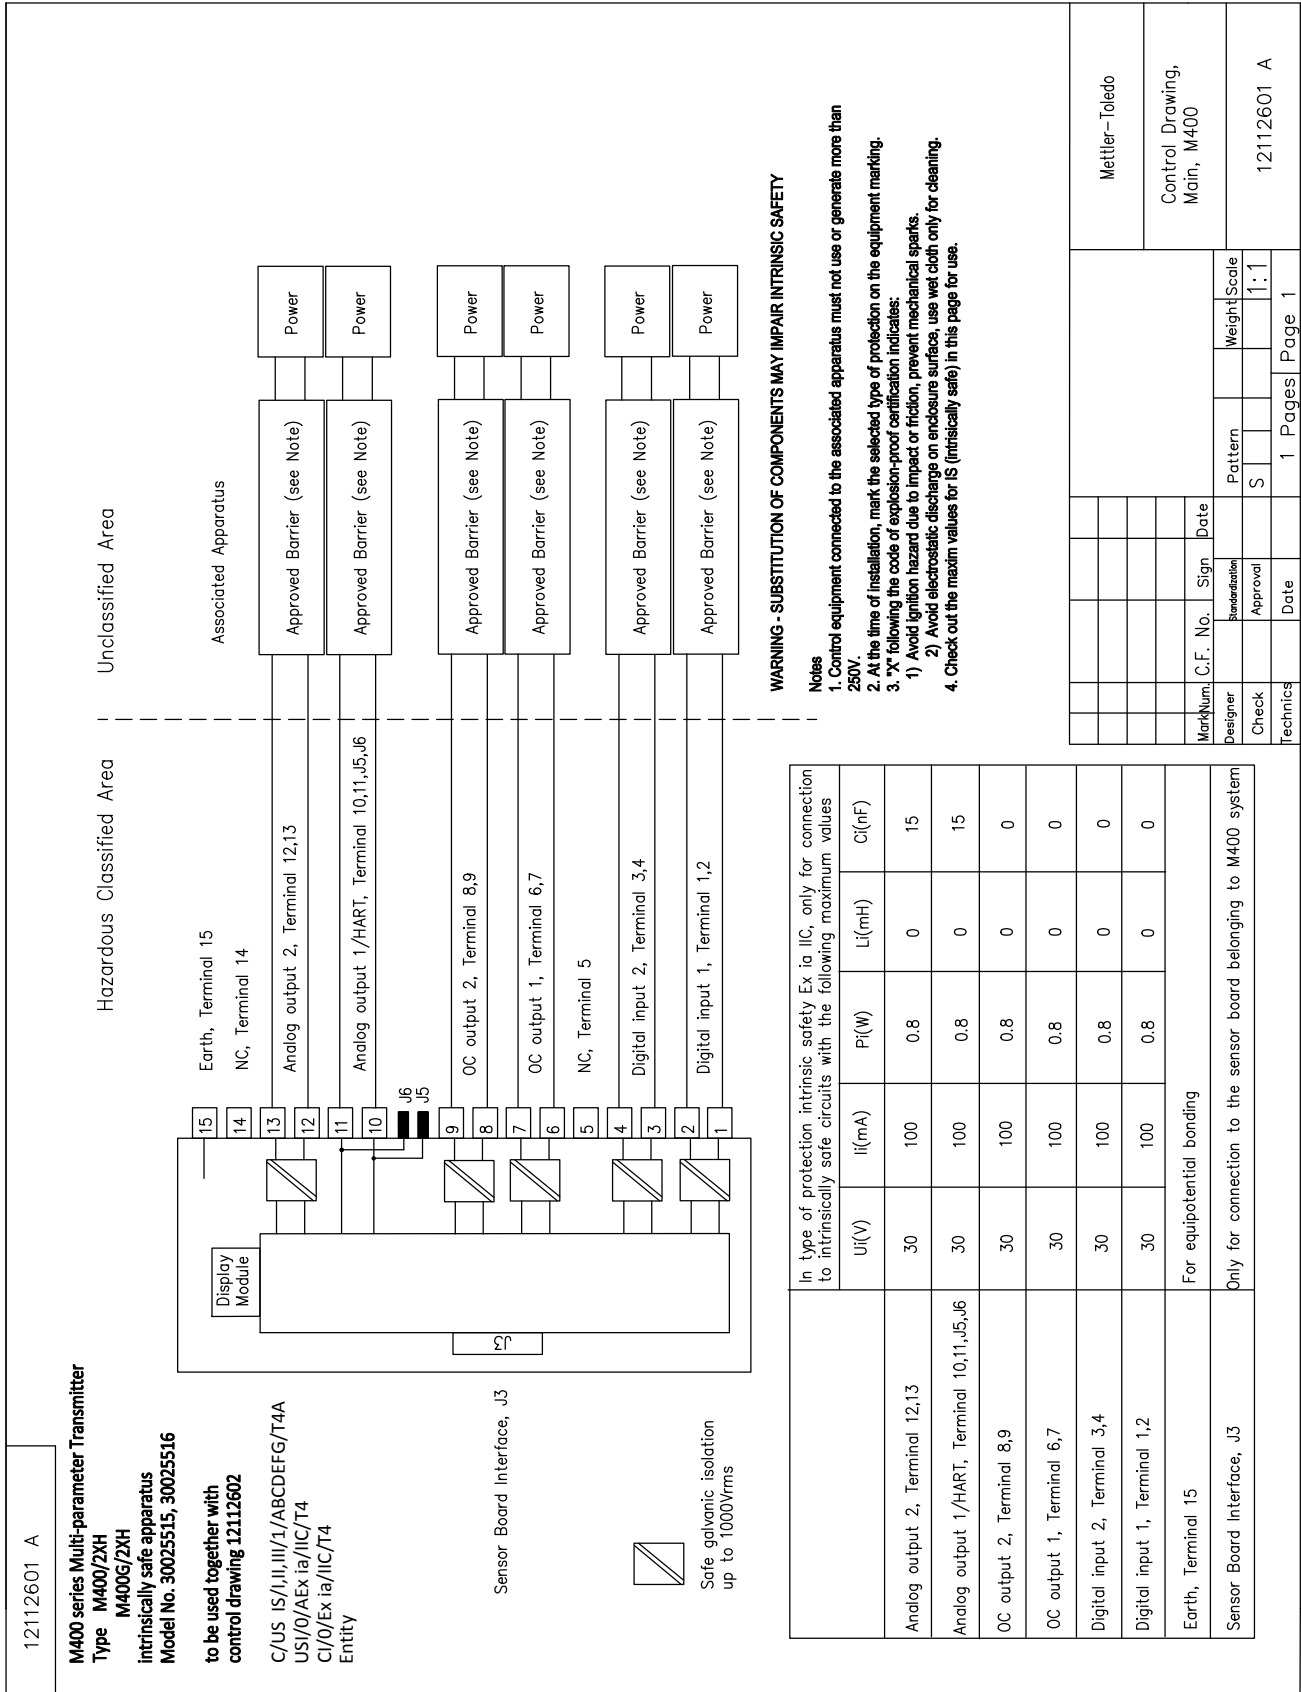 12112601 A
M400 series Multi-parameter Transmitter
Type M400/2XH
M400G/2XH
intrinsically safe apparatus
Model No. 30025515, 30025516
to be used together with
control drawing 12112602
C/US IS/I,II,III/1/ABCDEFG/T4A
USI/0/AEx ia/IIC/T4
CI/0/Ex ia/IIC/T4
Entity
Sensor Board Interface, J3
Safe galvanic isolation
up to 1000Vrms
Hazardous Classified Area
Unclassified Area
Display
Module
J3
15
14
13
12
11
10
J6
J5
9
8
7
6
5
4
3
2
1
Earth, Terminal 15
NC, Terminal 14
Analog output 2, Terminal 12,13
Analog output 1/HART, Terminal 10,11,J5,J6
OC output 2, Terminal 8,9
OC output 1, Terminal 6,7
NC, Terminal 5
Digital input 2, Terminal 3,4
Digital input 1, Terminal 1,2
Associated Apparatus
Approved Barrier (see Note)
Power
Approved Barrier (see Note)
Power
Approved Barrier (see Note)
Power
Approved Barrier (see Note)
Power
Approved Barrier (see Note)
Power
Approved Barrier (see Note)
Power
WARNING - SUBSTITUTION OF COMPONENTS MAY IMPAIR INTRINSIC SAFETY
Notes
1. Control equipment connected to the associated apparatus must not use or generate more than
250V.
2. At the time of installation, mark the selected type of protection on the equipment marking.
3. "X" following the code of explosion-proof certification indicates:
1) Avoid ignition hazard due to impact or friction, prevent mechanical sparks.
2) Avoid electrostatic discharge on enclosure surface, use wet cloth only for cleaning.
4. Check out the maxim values for IS (intrisically safe) in this page for use.
In type of protection intrinsic safety Ex ia IIC, only for connection
to intrinsically safe circuits with the following maximum values
Ui(V) Ii(mA) Pi(W) Li(mH) Ci(nF)
Analog output 2, Terminal 12,13 30 100 0.8 0 15
Analog output 1/HART, Terminal 10,11,J5,J6 30 100 0.8 0 15
OC output 2, Terminal 8,9 30 100 0.8 0 0
OC output 1, Terminal 6,7 30 100 0.8 0 0
Digital input 2, Terminal 3,4 30 100 0.8 0 0
Digital input 1, Terminal 1,2 30 100 0.8 0 0
Earth, Terminal 15 For equipotential bonding
Sensor Board Interface, J3 Only for connection to the sensor board belonging to M400 system
Mark Num. C.F. No. Sign Date
Designer Standardization Pattern Weight Scale
Check Approval S 1:1
Technics Date 1 Pages Page 1
Mettler-Toledo
Control Drawing,
Main, M400
12112601 A